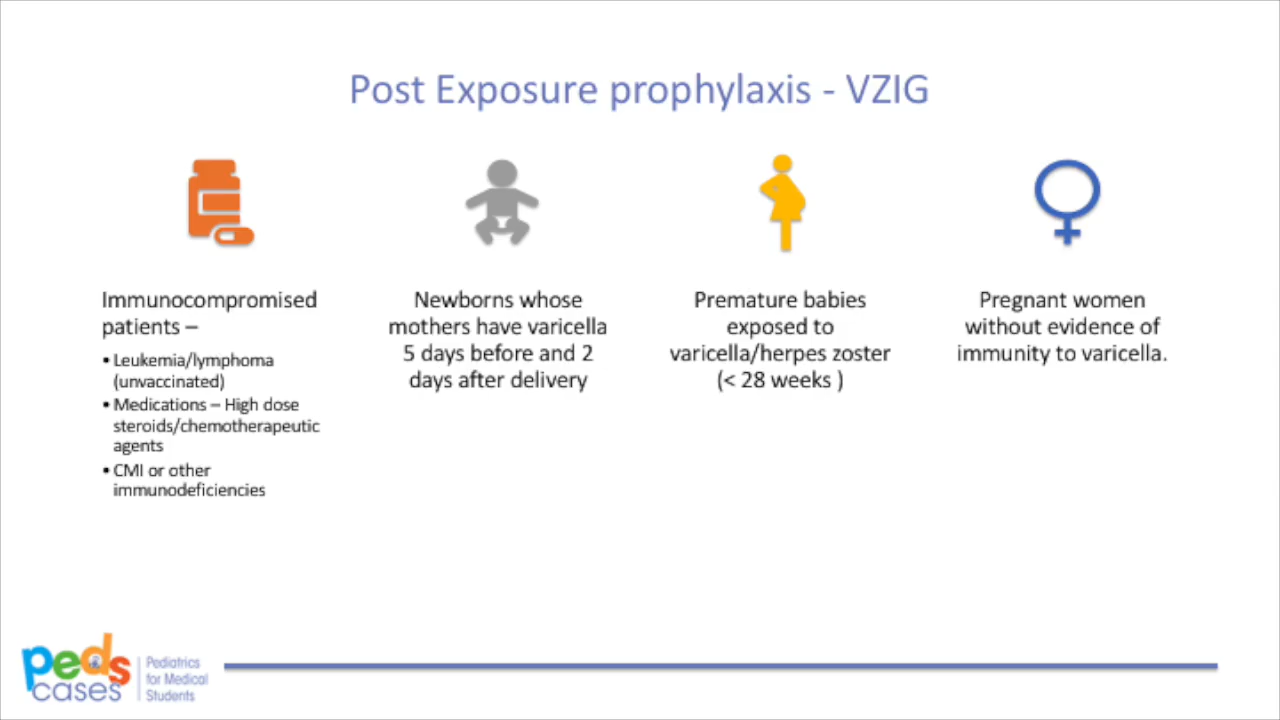 Post Exposure prophylaxis - VZIG
Immunocompromised
patients –
• Leukemia/lymphoma
(unvaccinated)
• Medications – High dose
steroids/chemotherapeutic
agents
• CMI or other
immunodeficiencies
Newborns whose
mothers have varicella
5 days before and 2
days after delivery
Premature babies
exposed to
varicella/herpes zoster
(< 28 weeks )
Pregnant women
without evidence of
immunity to varicella.
peds
cases
Pediatrics
for Medical
Students